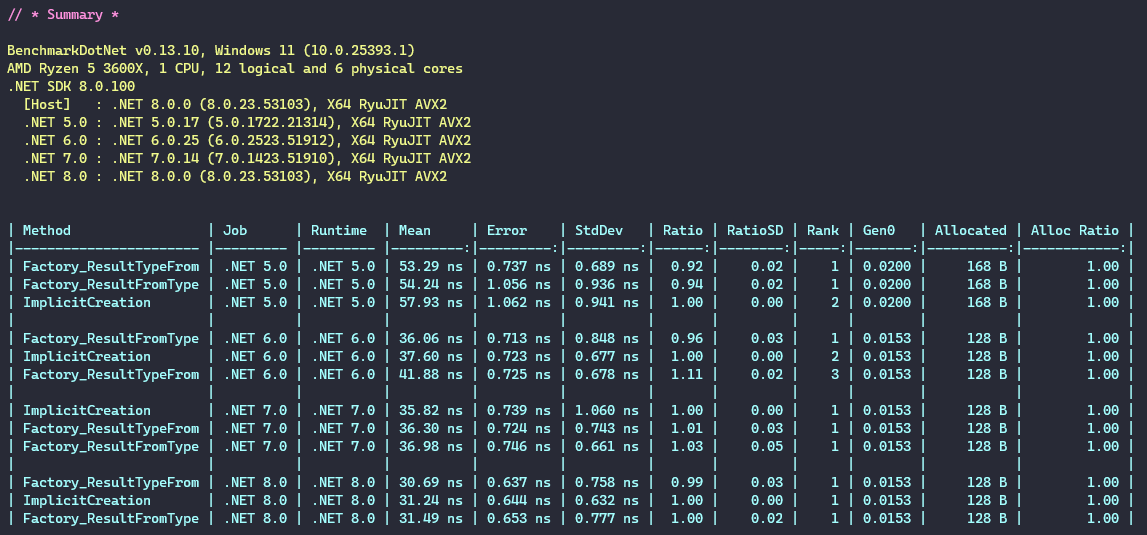 // * Summary *

BenchmarkDotNet v0.13.10, Windows 11 (10.0.25393.1)
AMD Ryzen 5 3600X, 1 CPU, 12 logical and 6 physical cores
.NET SDK 8.0.100
  [Host]   : .NET 8.0.0 (8.0.23.53103), X64 RyuJIT AVX2
  .NET 5.0 : .NET 5.0.17 (5.0.1722.21314), X64 RyuJIT AVX2
  .NET 6.0 : .NET 6.0.25 (6.0.2523.51912), X64 RyuJIT AVX2
  .NET 7.0 : .NET 7.0.14 (7.0.1423.51910), X64 RyuJIT AVX2
  .NET 8.0 : .NET 8.0.0 (8.0.23.53103), X64 RyuJIT AVX2

| Method                 | Job      | Runtime  | Mean     | Error    | StdDev   | Ratio | RatioSD | Rank | Gen0   | Allocated | Alloc Ratio |
|----------------------- |--------- |--------- |---------:|---------:|---------:|------:|--------:|-----:|-------:|----------:|------------:|
| Factory_ResultTypeFrom | .NET 5.0 | .NET 5.0 | 53.29 ns | 0.737 ns | 0.689 ns |  0.92 |    0.02 |    1 | 0.0200 |     168 B |        1.00 |
| Factory_ResultFromType | .NET 5.0 | .NET 5.0 | 54.24 ns | 1.056 ns | 0.936 ns |  0.94 |    0.02 |    1 | 0.0200 |     168 B |        1.00 |
| ImplicitCreation       | .NET 5.0 | .NET 5.0 | 57.93 ns | 1.062 ns | 0.941 ns |  1.00 |    0.00 |    2 | 0.0200 |     168 B |        1.00 |
|                        |          |          |          |          |          |       |         |      |        |           |             |
| Factory_ResultFromType | .NET 6.0 | .NET 6.0 | 36.06 ns | 0.713 ns | 0.848 ns |  0.96 |    0.03 |    1 | 0.0153 |     128 B |        1.00 |
| ImplicitCreation       | .NET 6.0 | .NET 6.0 | 37.60 ns | 0.723 ns | 0.677 ns |  1.00 |    0.00 |    2 | 0.0153 |     128 B |        1.00 |
| Factory_ResultTypeFrom | .NET 6.0 | .NET 6.0 | 41.88 ns | 0.725 ns | 0.678 ns |  1.11 |    0.02 |    3 | 0.0153 |     128 B |        1.00 |
|                        |          |          |          |          |          |       |         |      |        |           |             |
| ImplicitCreation       | .NET 7.0 | .NET 7.0 | 35.82 ns | 0.739 ns | 1.060 ns |  1.00 |    0.00 |    1 | 0.0153 |     128 B |        1.00 |
| Factory_ResultTypeFrom | .NET 7.0 | .NET 7.0 | 36.30 ns | 0.724 ns | 0.743 ns |  1.01 |    0.03 |    1 | 0.0153 |     128 B |        1.00 |
| Factory_ResultFromType | .NET 7.0 | .NET 7.0 | 36.98 ns | 0.746 ns | 0.661 ns |  1.03 |    0.05 |    1 | 0.0153 |     128 B |        1.00 |
|                        |          |          |          |          |          |       |         |      |        |           |             |
| Factory_ResultTypeFrom | .NET 8.0 | .NET 8.0 | 30.69 ns | 0.637 ns | 0.758 ns |  0.99 |    0.03 |    1 | 0.0153 |     128 B |        1.00 |
| ImplicitCreation       | .NET 8.0 | .NET 8.0 | 31.24 ns | 0.644 ns | 0.632 ns |  1.00 |    0.00 |    1 | 0.0153 |     128 B |        1.00 |
| Factory_ResultFromType | .NET 8.0 | .NET 8.0 | 31.49 ns | 0.653 ns | 0.777 ns |  1.00 |    0.02 |    1 | 0.0153 |     128 B |        1.00 |